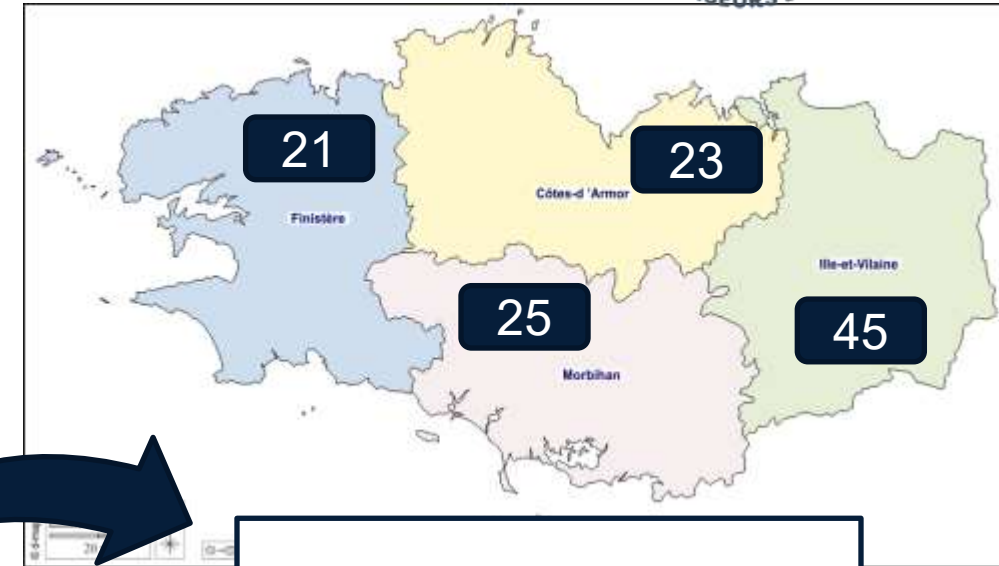 21
23
Côtes-d 'Armor
Finistère
Ille-et-Vilaine
25
45
Morbihan
20